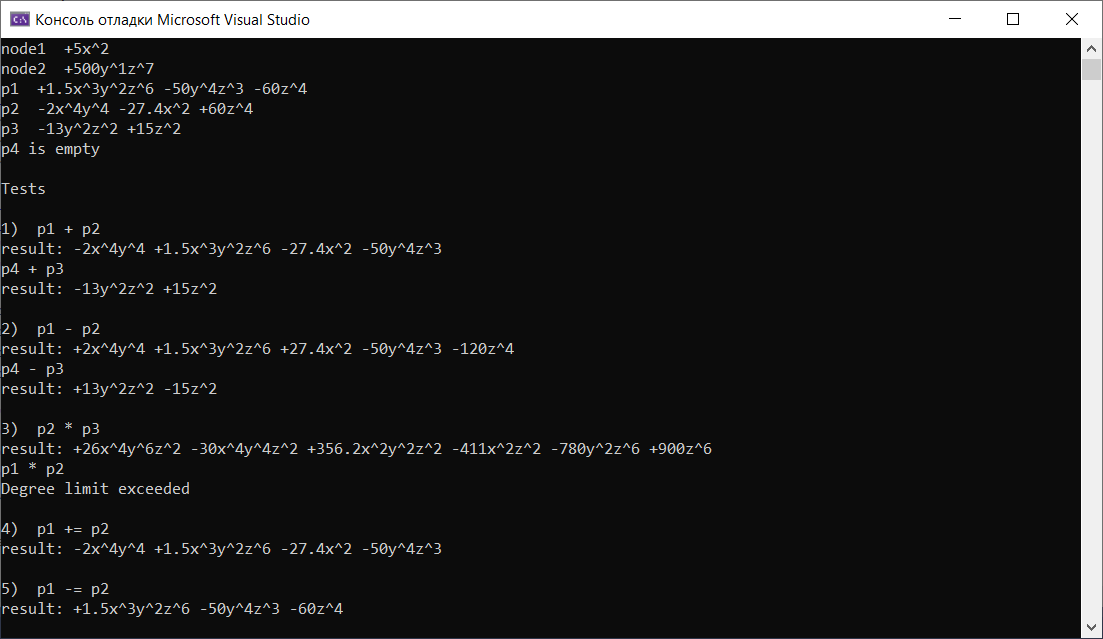 Консоль отладки Microsoft Visual Studio
node1  +5x^2
node2  +500y^1z^7
p1  +1.5x^3y^2z^6 -50y^4z^3 -60z^4
p2  -2x^4y^4 -27.4x^2 +60z^4
p3  -13y^2z^2 +15z^2
p4 is empty
Tests
1)  p1 + p2
result: -2x^4y^4 +1.5x^3y^2z^6 -27.4x^2 -50y^4z^3
p4 + p3
result: -13y^2z^2 +15z^2
2)  p1 - p2
result: +2x^4y^4 +1.5x^3y^2z^6 +27.4x^2 -50y^4z^3 -120z^4
p4 - p3
result: +13y^2z^2 -15z^2
3)  p2 * p3
result: +26x^4y^6z^2 -30x^4y^4z^2 +356.2x^2y^2z^2 -411x^2z^2 -780y^2z^6 +900z^6
p1 * p2
Degree limit exceeded
4)  p1 += p2
result: -2x^4y^4 +1.5x^3y^2z^6 -27.4x^2 -50y^4z^3
5)  p1 -= p2
result: +1.5x^3y^2z^6 -50y^4z^3 -60z^4